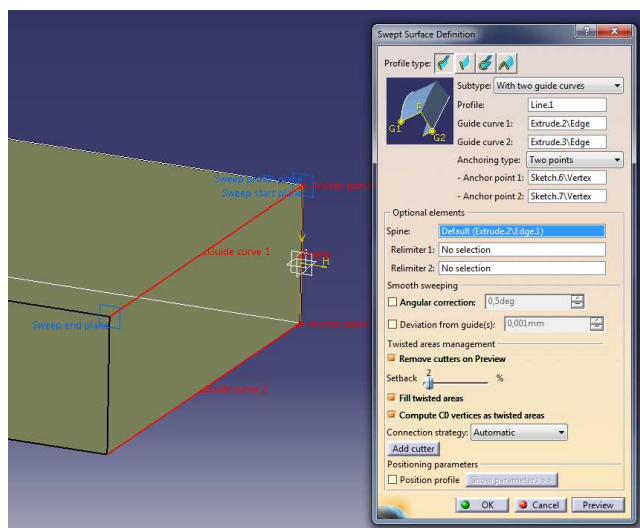 Swept Surface Definition
Profile type:
Subtype: With two guide curves
Profile: Line.1
Guide curve 1: Extrude.2\Edge
Guide curve 2: Extrude.3\Edge
Anchoring type: Two points
- Anchor point 1: Sketch.6\Vertex
- Anchor point 2: Sketch.7\Vertex
G1
G2
Optional elements
Spine: Default (Extrude.2\Edge.1)
Relimiter 1: No selection
Relimiter 2: No selection
Smooth sweeping
Angular correction: 0,5deg
Deviation from guide(s): 0,001mm
Twisted areas management
Remove cutters on Preview
Setback 2 %
Fill twisted areas
Compute C0 vertices as twisted areas
Connection strategy: Automatic
Add cutter
Positioning parameters
Position profile Show parameters >>
OK Cancel Preview
Sweep start plane
Guide curve 1
H
Sweep end plane
Anchor point
Guide curve 2